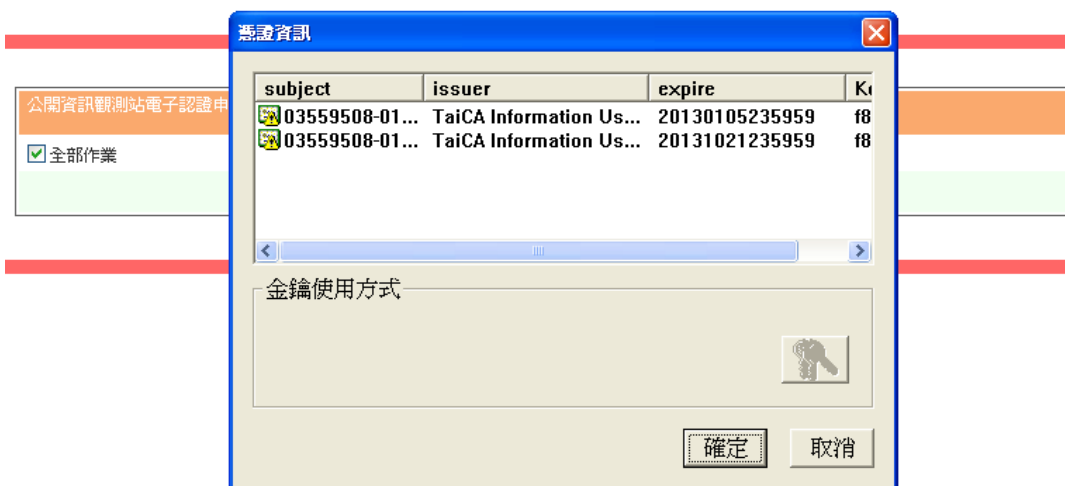 憑證資訊
subject issuer expire
03559508-01... TaiCA Information Us... 20130105235959 f8
03559508-01... TaiCA Information Us... 20131021235959 f8
公開資訊觀測站電子認證申
全部作業
金鑰使用方式
確定 取消